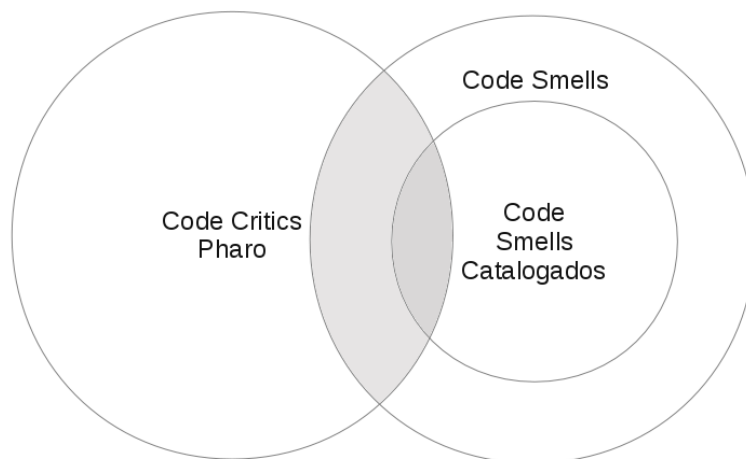 Code Smells
Code Critics
Pharo
Code
Smells
Catalogados